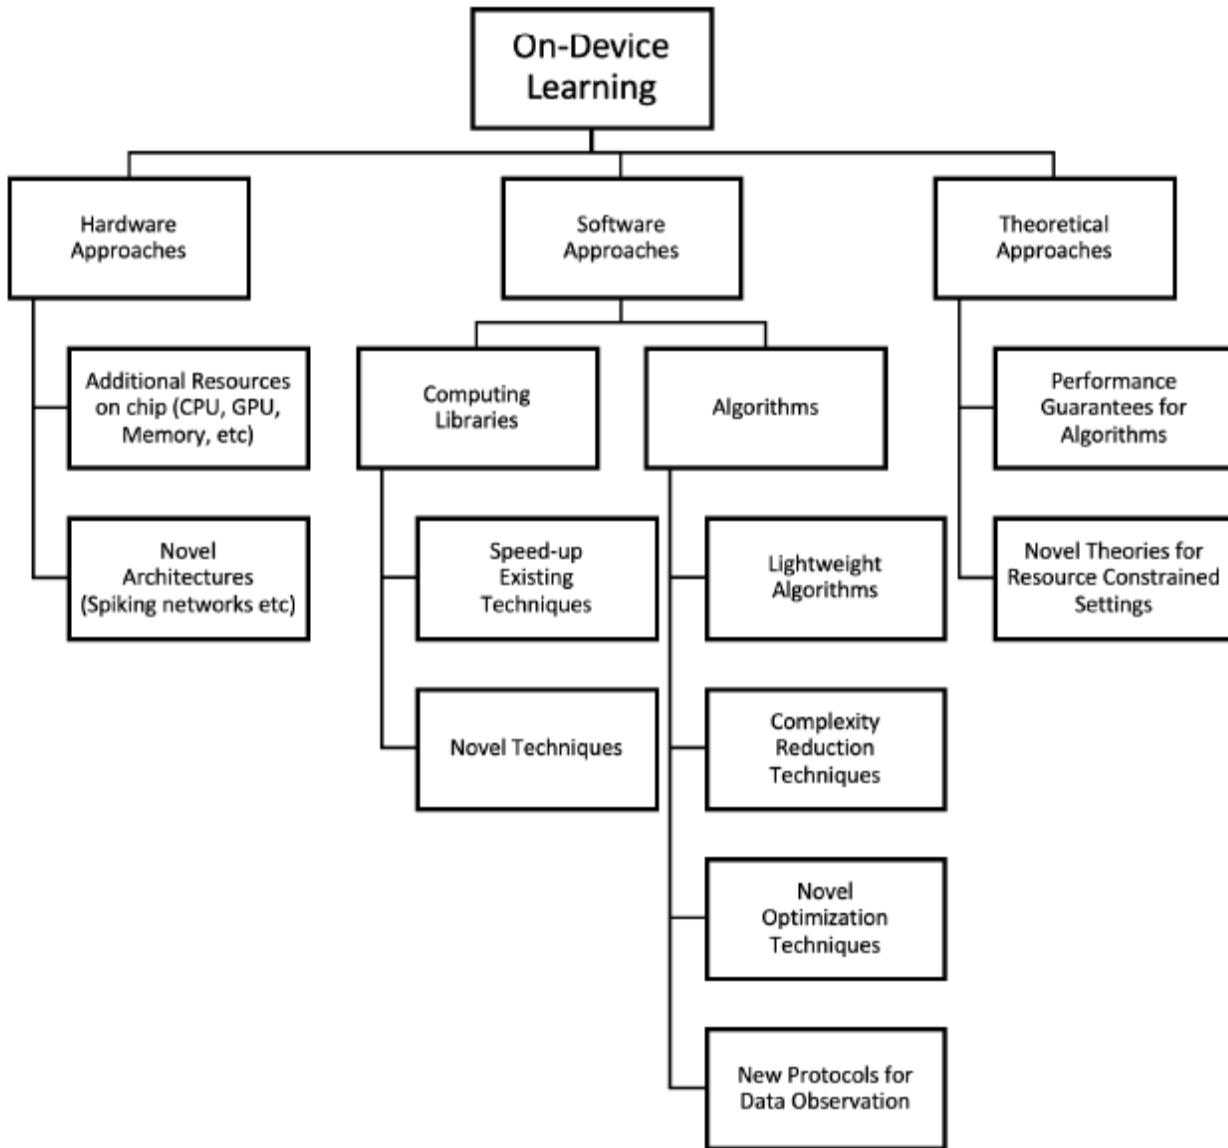 On-Device
Learning
Hardware
Approaches
Software
Approaches
Theoretical
Approaches
Additional Resources
on chip (CPU, GPU,
Memory, etc)
Computing
Libraries
Algorithms
Performance
Guarantees for
Algorithms
Novel
Architectures
(Spiking networks etc)
Speed-up
Existing
Techniques
Lightweight
Algorithms
Novel Theories for
Resource Constrained
Settings
Novel Techniques
Complexity
Reduction
Techniques
Novel
Optimization
Techniques
New Protocols for
Data Observation